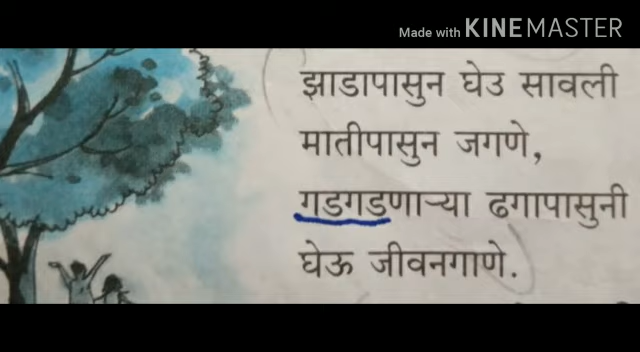 Made with KINEMASTER
झाडापासुन घेउ सावली
मातीपासुन जगणे,
गडगडणाऱ्या ढगापासुनी
घेऊ जीवनगाणे.